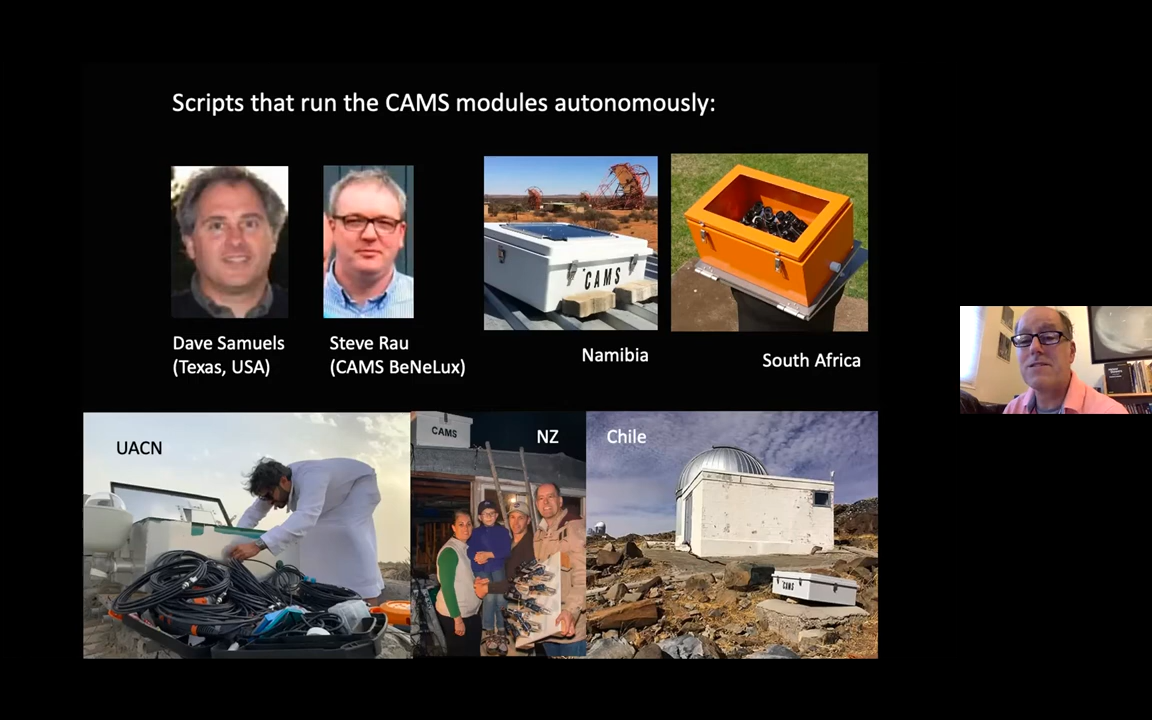 Scripts that run the CAMS modules autonomously:
Dave Samuels
(Texas, USA)
Steve Rau
(CAMS BeNeLux)
CAMS
Namibia
South Africa
UACN
CAMS
NZ
Chile
CAMS